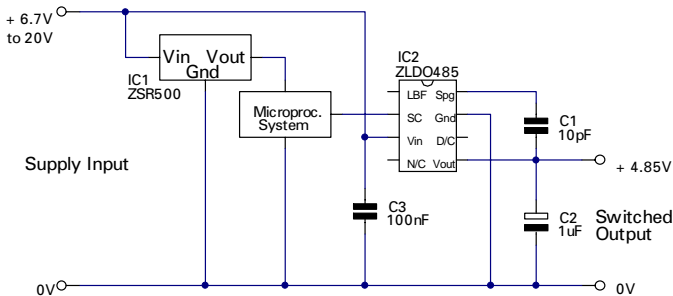 + 6.7V
to 20V
Vin Vout
Gnd
IC1
ZSR500
Microproc.
System
IC2
ZLDO485
LBF Spg
SC Gnd
Vin D/C
N/C Vout
C1
10pF
+ 4.85V
Supply Input
C3
100nF
C2
1uF
Switched
Output
0V
0V